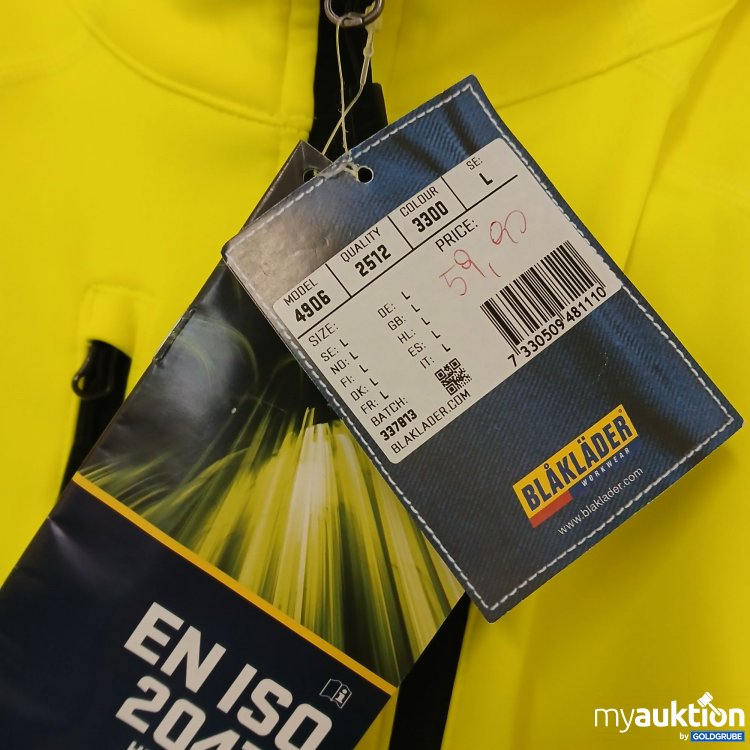 MODEL QUALITY COLOUR SE:
4906 2512 3300 L
SIZE: PRICE:
59,90
SE: L DE: L
NO: L GB: L
FI: L HL: L
DK: L ES: L
FR: L IT: L
BATCH:
337813
BLAKLADER.COM
7 330509 481110
BLÅKLÄDER
WORKWEAR
www.blaklader.com
EN ISO
myauktion
by GOLDGRUBE